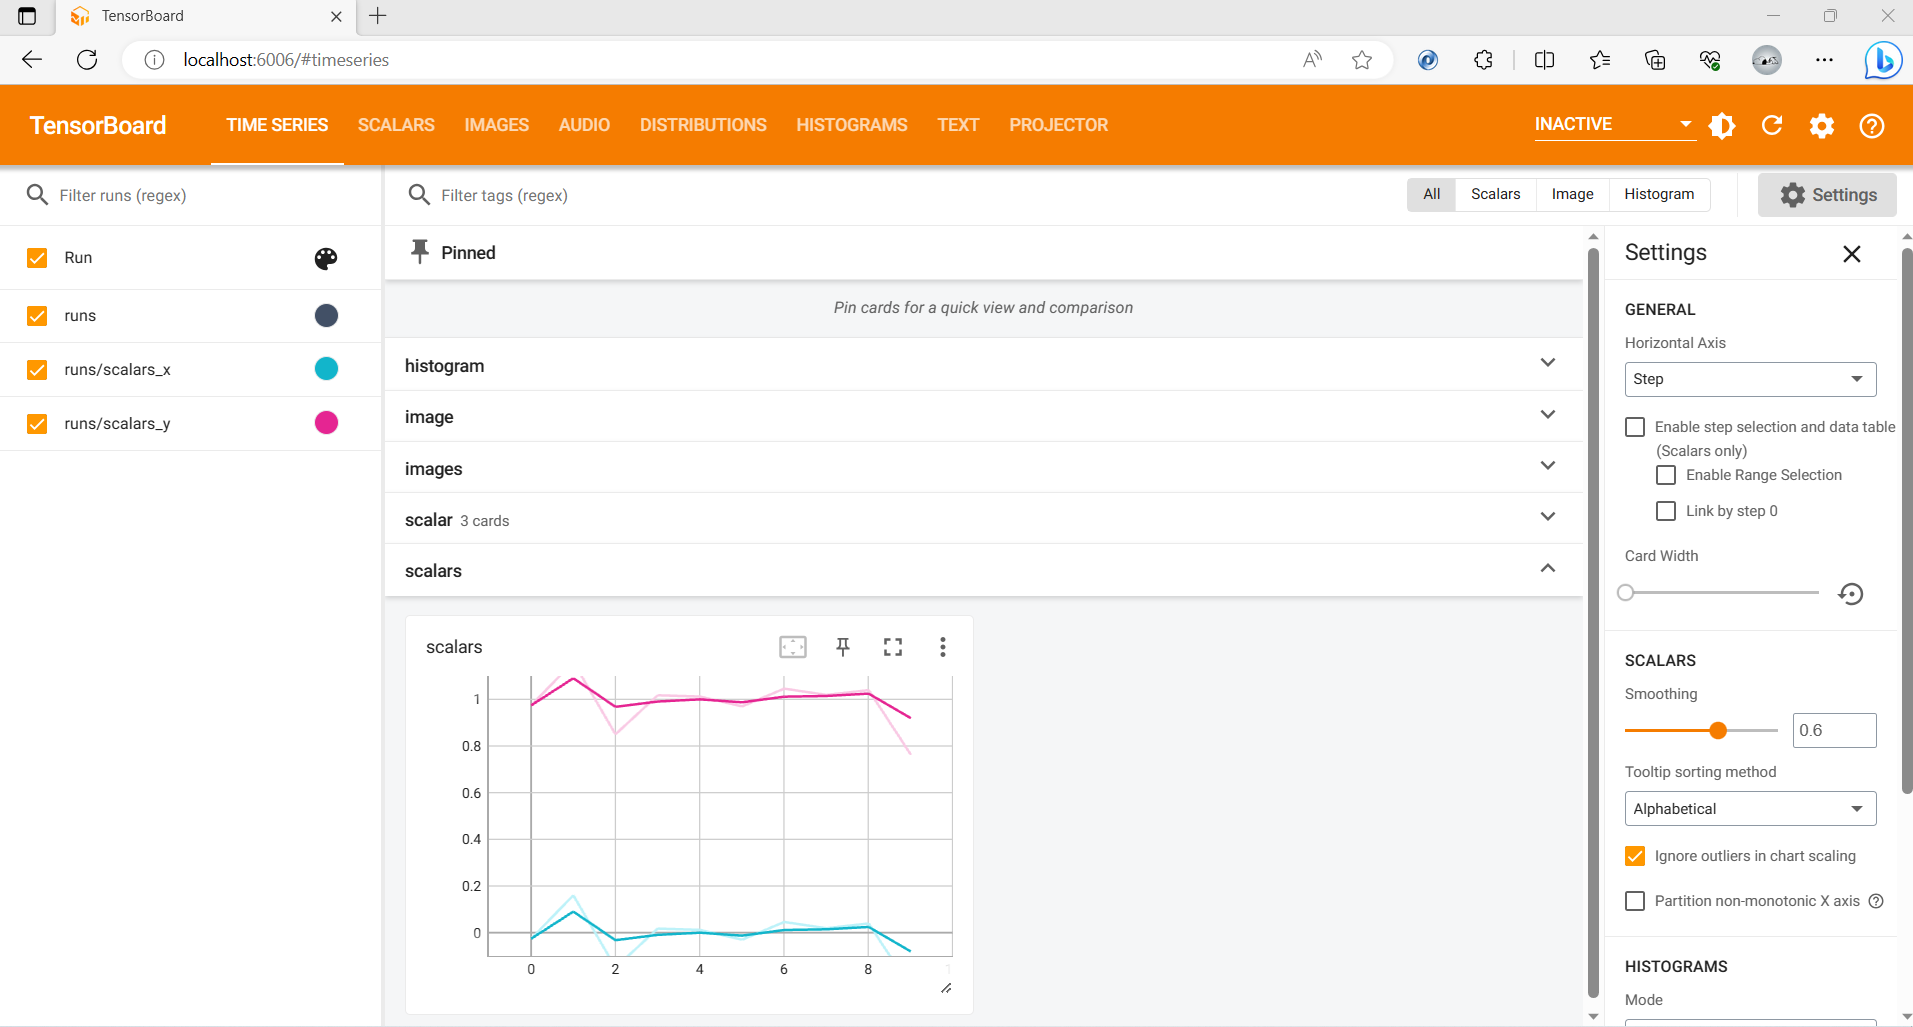 TensorBoard
localhost:6006/#timeseries
TensorBoard
TIME SERIES SCALARS IMAGES AUDIO DISTRIBUTIONS HISTOGRAMS TEXT PROJECTOR
INACTIVE
Filter runs (regex)
Run
runs
runs/scalars_x
runs/scalars_y
Filter tags (regex)
All Scalars Image Histogram
Settings
Pinned
Pin cards for a quick view and comparison
histogram
image
images
scalar 3 cards
scalars
scalars
1
0.8
0.6
0.4
0.2
0
0 2 4 6 8
Settings
GENERAL
Horizontal Axis
Step
Enable step selection and data table
(Scalars only)
Enable Range Selection
Link by step 0
Card Width
SCALARS
Smoothing
0.6
Tooltip sorting method
Alphabetical
Ignore outliers in chart scaling
Partition non-monotonic X axis
HISTOGRAMS
Mode